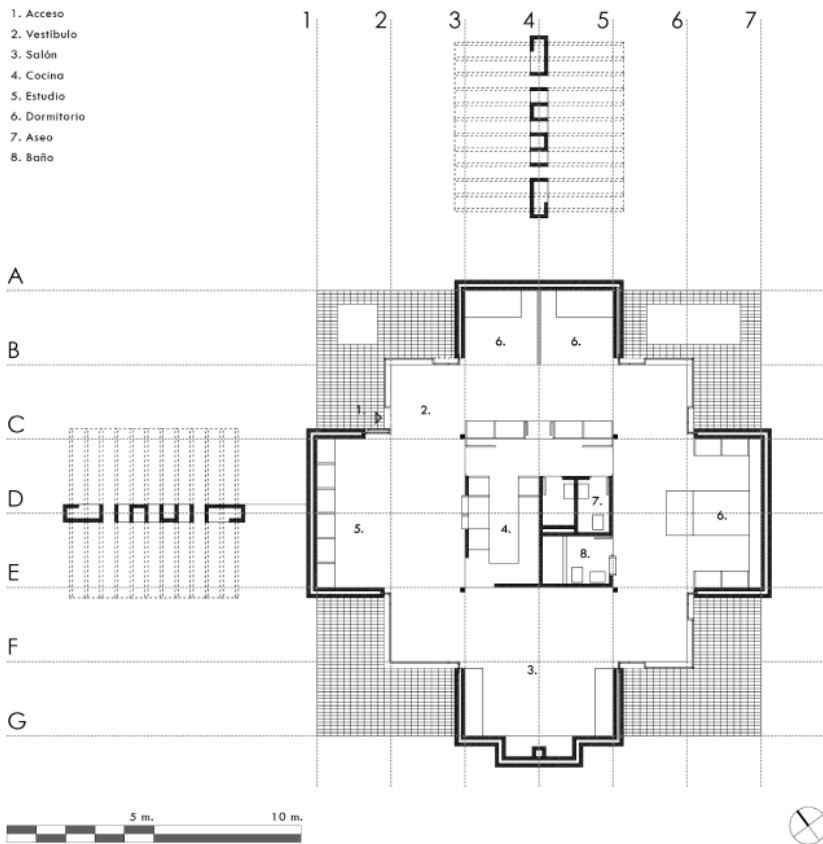 1. Acceso
2. Vestíbulo
3. Salón
4. Cocina
5. Estudio
6. Dormitorio
7. Aseo
8. Baño
1 2 3 4 5 6 7
A
B
6. 6.
1. 2.
C
D
7.
5. 4. 6.
8.
E
F
3.
G
5 m. 10 m.